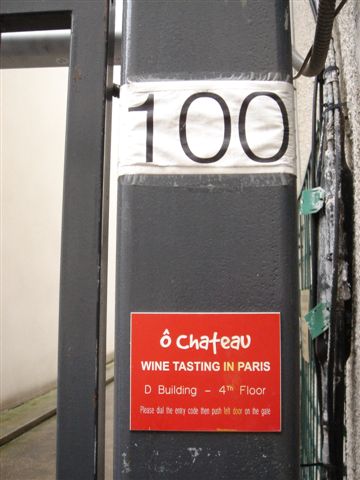 100
Ô Chateau
WINE TASTING IN PARIS
D Building - 4TH Floor
Please dial the entry code then push left door on the gate